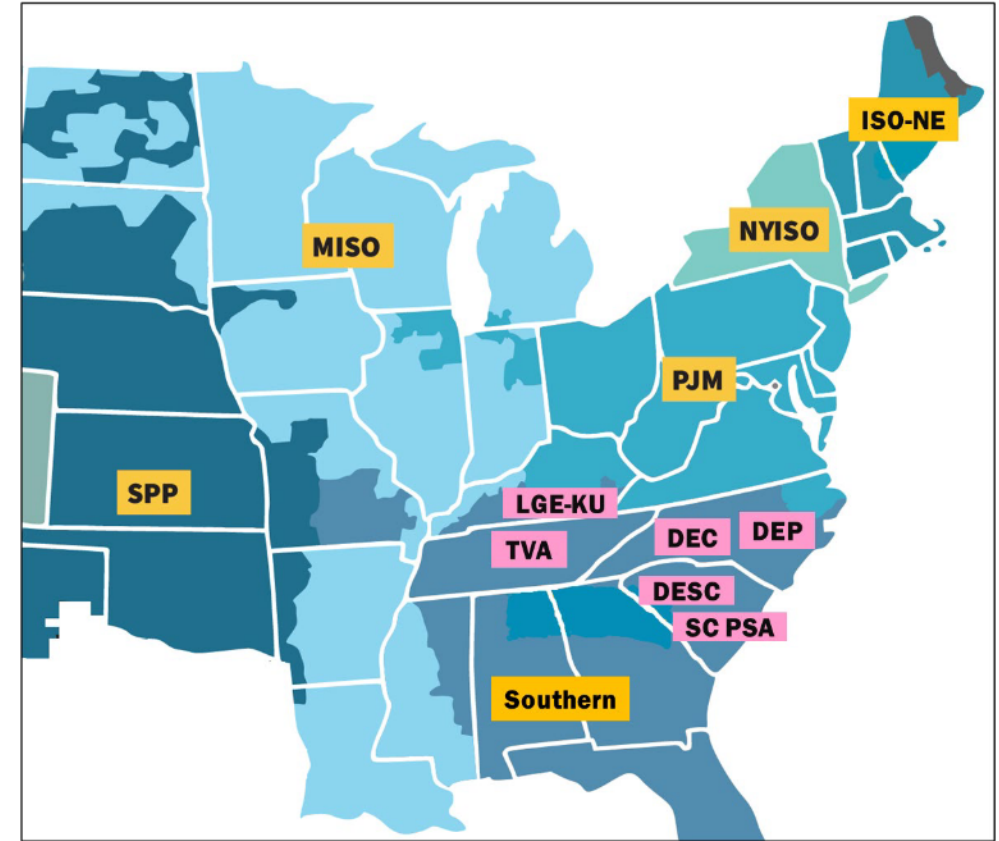 ISO-NE
NYISO
MISO
PJM
SPP
LGE-KU
TVA
DEC
DEP
DESC
SC PSA
Southern